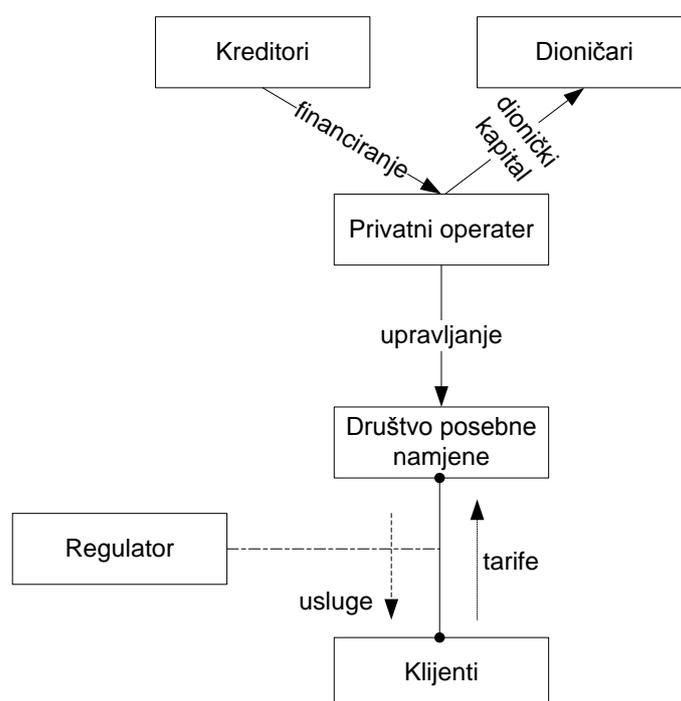 Kreditori
Dioničari
financiranje
dionički
kapital
Privatni operater
upravljanje
Društvo posebne
namjene
Regulator
tarife
usluge
Klijenti